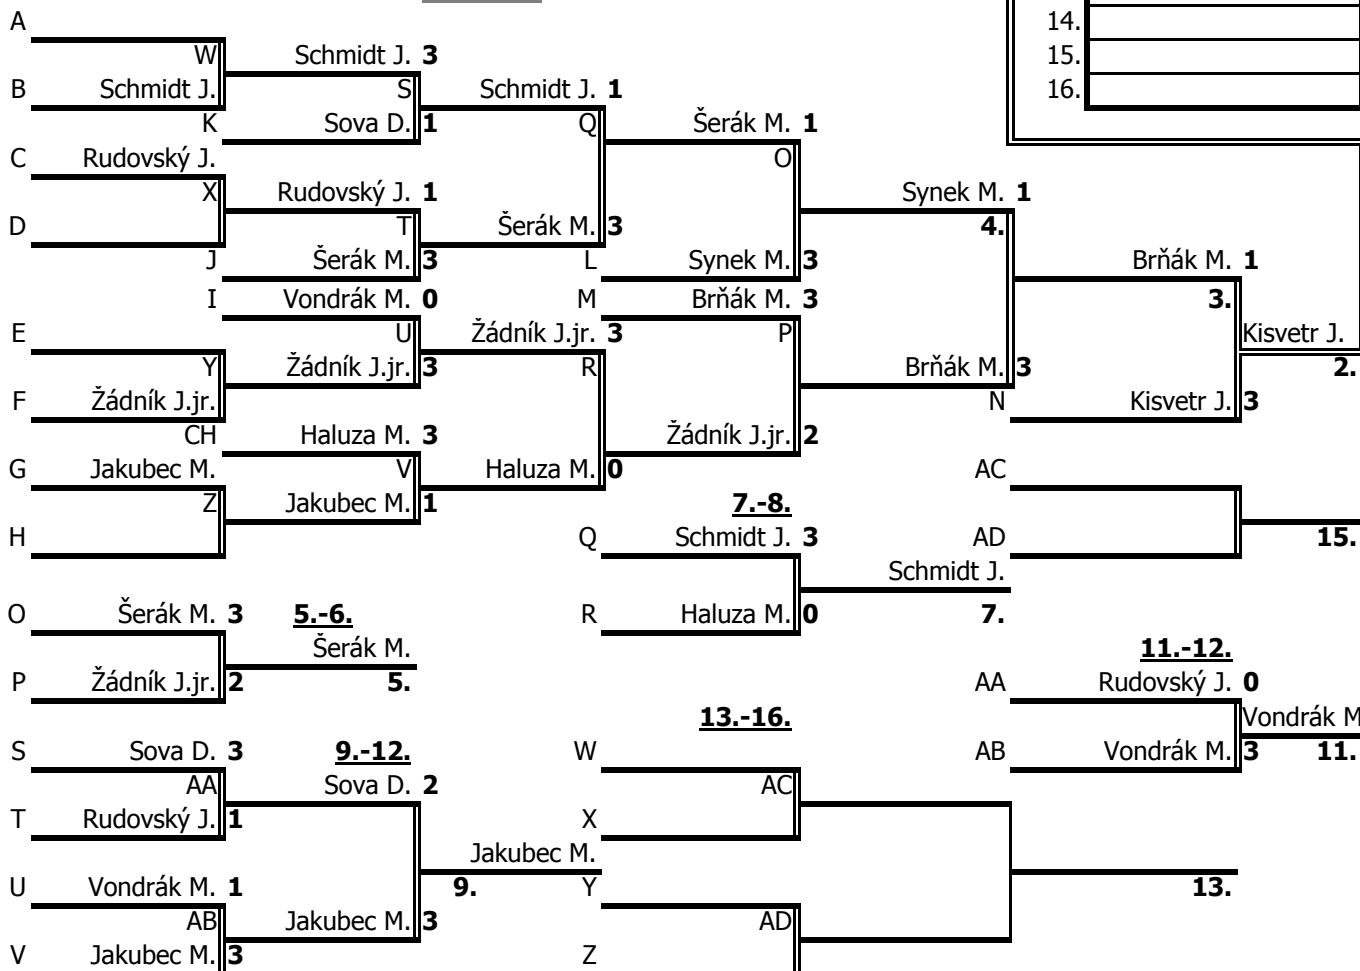 A
14.
W Schmidt J. 3
15.
B Schmidt J. S Schmidt J. 1
16.
K Sova D. 1 Q Šerák M. 1
C Rudovský J. O
X Rudovský J. 1 Synek M. 1
D T Šerák M. 3 4.
J Šerák M. 3 L Synek M. 3 Brňák M. 1
I Vondrák M. 0 M Brňák M. 3 3.
E U Žádník J.jr. 3 P Kisvetr J.
Y Žádník J.jr. 3 R Brňák M. 3 2.
F Žádník J.jr. N Kisvetr J. 3
CH Haluza M. 3 Žádník J.jr. 2
G Jakubec M. V Haluza M. 0 AC
Z Jakubec M. 1 7.-8.
H Q Schmidt J. 3 AD 15.
Schmidt J.
O Šerák M. 3 5.-6. R Haluza M. 0 7.
Šerák M. 11.-12.
P Žádník J.jr. 2 5. AA Rudovský J. 0
13.-16. Vondrák M
S Sova D. 3 9.-12. W AB Vondrák M. 3 11.
AA Sova D. 2 AC
T Rudovský J. 1 X
Jakubec M.
U Vondrák M. 1 9. Y 13.
AB Jakubec M. 3 AD
V Jakubec M. 3 Z